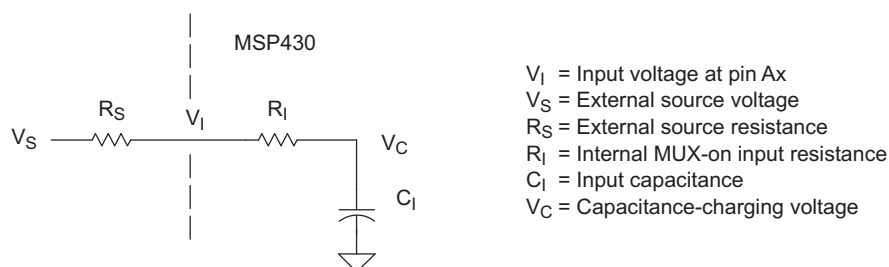 MSP430
R_S
V_I
R_I
V_S
V_C
C_I
V_I = Input voltage at pin Ax
V_S = External source voltage
R_S = External source resistance
R_I = Internal MUX-on input resistance
C_I = Input capacitance
V_C = Capacitance-charging voltage